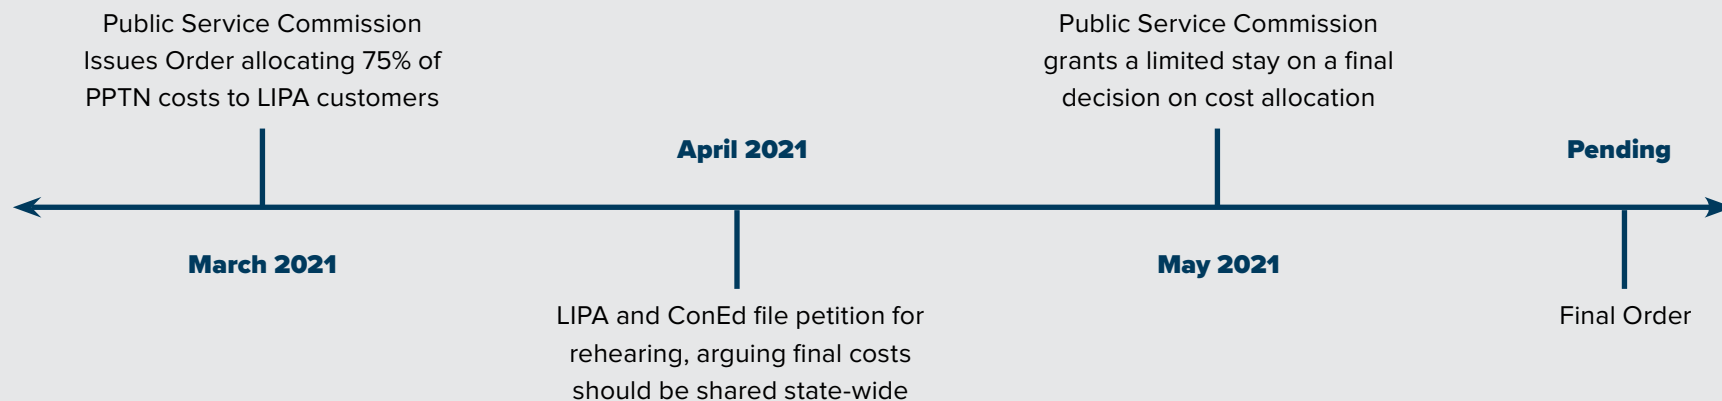 Public Service Commission
Issues Order allocating 75% of
PPTN costs to LIPA customers
March 2021
April 2021
LIPA and ConEd file petition for
rehearing, arguing final costs
should be shared state-wide
Public Service Commission
grants a limited stay on a final
decision on cost allocation
May 2021
Pending
Final Order